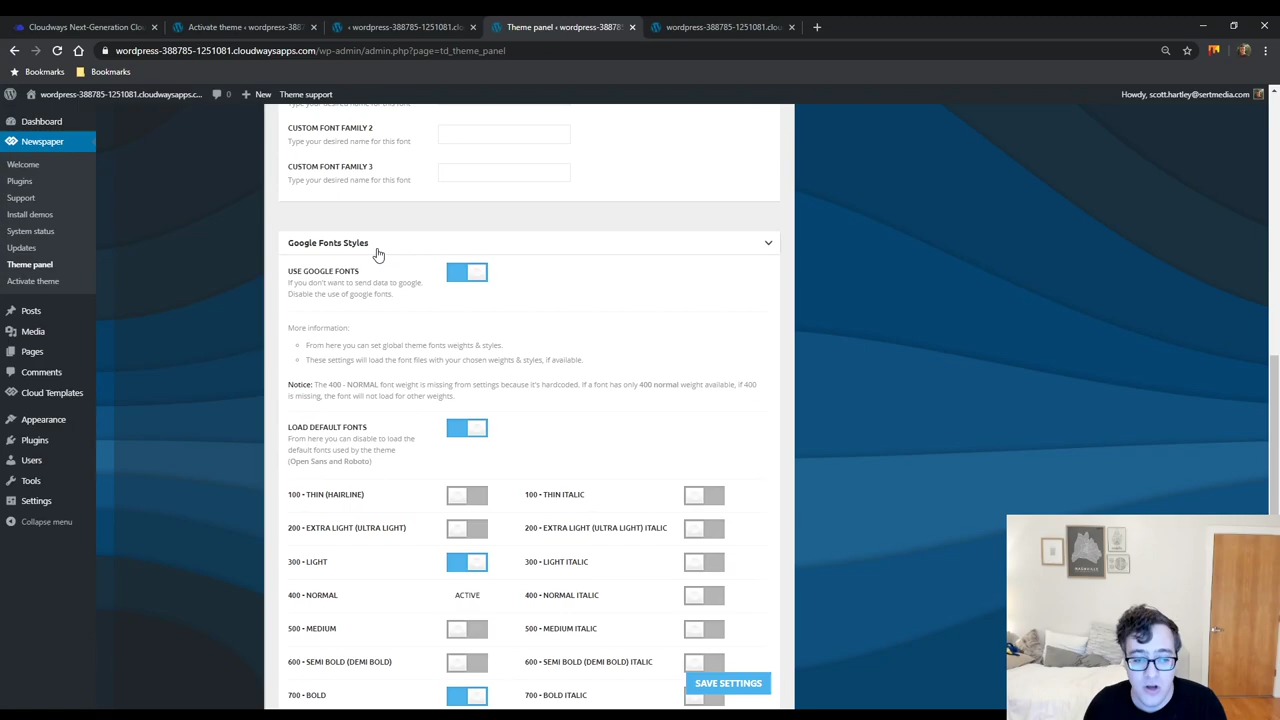 Cloudways Next-Generation Cloud
Activate theme ‹ wordpress-3887
‹ wordpress-388785-1251081.clo
Theme panel ‹ wordpress-388785-
wordpress-388785-1251081.cloud
wordpress-388785-1251081.cloudwaysapps.com/wp-admin/admin.php?page=td_theme_panel
Bookmarks
Bookmarks
wordpress-388785-1251081.cloudwaysapps.c...
0
New
Theme support
Howdy, scott.hartley@sertmedia.com
Dashboard
Newspaper
Welcome
Plugins
Support
Install demos
System status
Updates
Theme panel
Activate theme
Posts
Media
Pages
Comments
Cloud Templates
Appearance
Plugins
Users
Tools
Settings
Collapse menu
Type your desired name for this font
CUSTOM FONT FAMILY 2
Type your desired name for this font
CUSTOM FONT FAMILY 3
Type your desired name for this font
Google Fonts Styles
USE GOOGLE FONTS
If you don't want to send data to google.
Disable the use of google fonts.
More information:
From here you can set global theme fonts weights & styles.
These settings will load the font files with your chosen weights & styles, if available.
Notice: The 400 - NORMAL font weight is missing from settings because it's hardcoded. If a font has only 400 normal weight available, if 400
is missing, the font will not load for other weights.
LOAD DEFAULT FONTS
From here you can disable to load the
default fonts used by the theme
(Open Sans and Roboto)
100 - THIN (HAIRLINE)
100 - THIN ITALIC
200 - EXTRA LIGHT (ULTRA LIGHT)
200 - EXTRA LIGHT (ULTRA LIGHT) ITALIC
300 - LIGHT
300 - LIGHT ITALIC
400 - NORMAL
ACTIVE
400 - NORMAL ITALIC
500 - MEDIUM
500 - MEDIUM ITALIC
600 - SEMI BOLD (DEMI BOLD)
600 - SEMI BOLD (DEMI BOLD) ITALIC
700 - BOLD
700 - BOLD ITALIC
SAVE SETTINGS
NASHVILLE